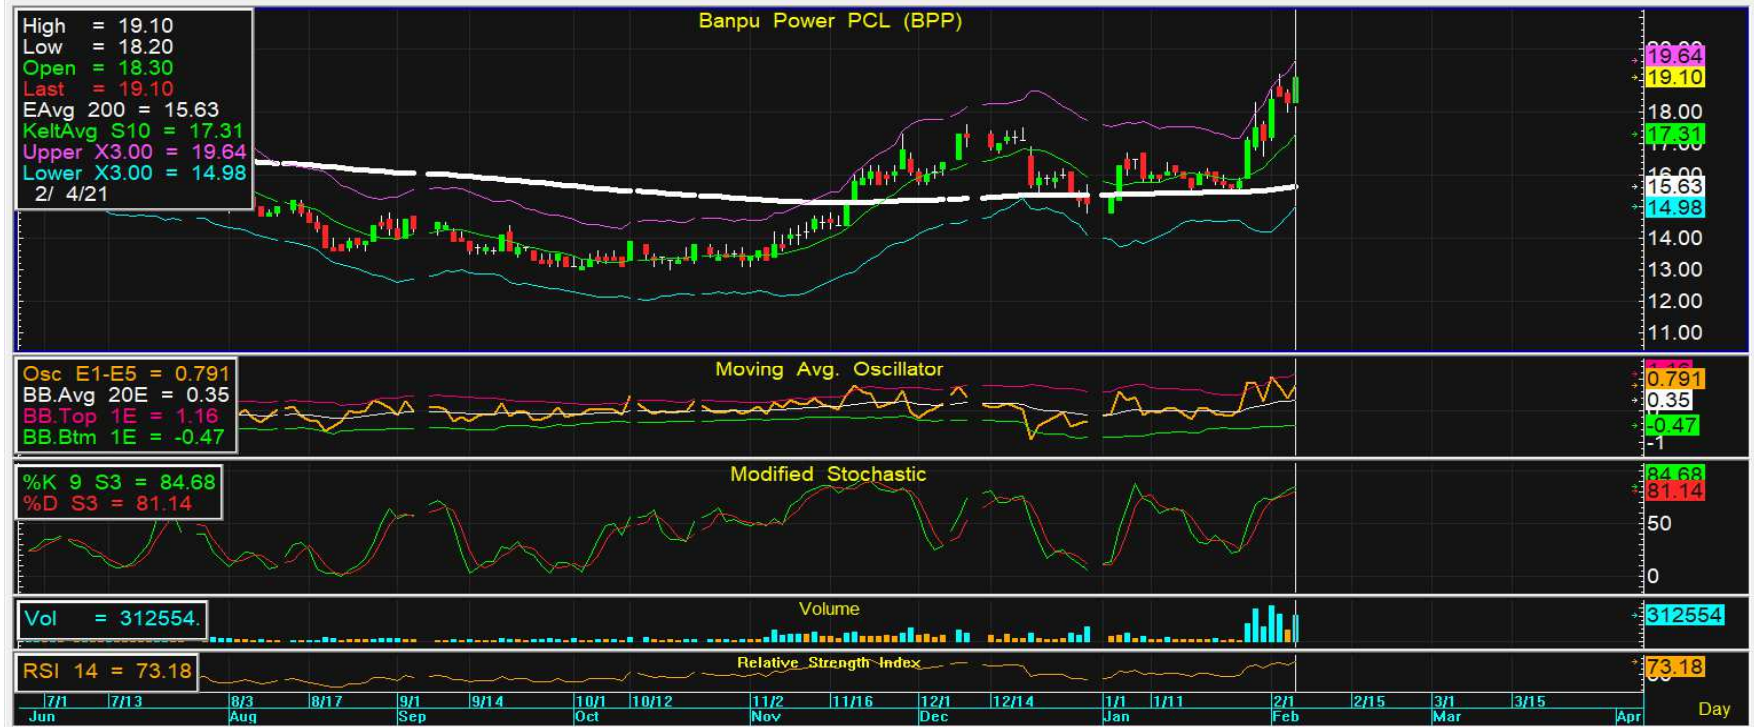 Banpu Power PCL (BPP)
High = 19.10
Low = 18.20
Open = 18.30
Last = 19.10
EAvg 200 = 15.63
KeltAvg S10 = 17.31
Upper X3.00 = 19.64
Lower X3.00 = 14.98
2/ 4/21
19.64
19.10
18.00
17.31
17.00
16.00
15.63
14.98
14.00
13.00
12.00
11.00
Moving Avg. Oscillator
Osc E1-E5 = 0.791
BB.Avg 20E = 0.35
BB.Top 1E = 1.16
BB.Btm 1E = -0.47
1.16
0.791
0.35
-0.47
-1
Modified Stochastic
%K 9 S3 = 84.68
%D S3 = 81.14
84.68
81.14
50
0
Volume
Vol = 312554.
312554
Relative Strength Index
RSI 14 = 73.18
73.18
7/1 7/13 8/3 8/17 9/1 9/14 10/1 10/12 11/2 11/16 12/1 12/14 1/1 1/11 2/1 2/15 3/1 3/15
Jun Aug Sep Oct Nov Dec Jan Feb Mar Apr
Day